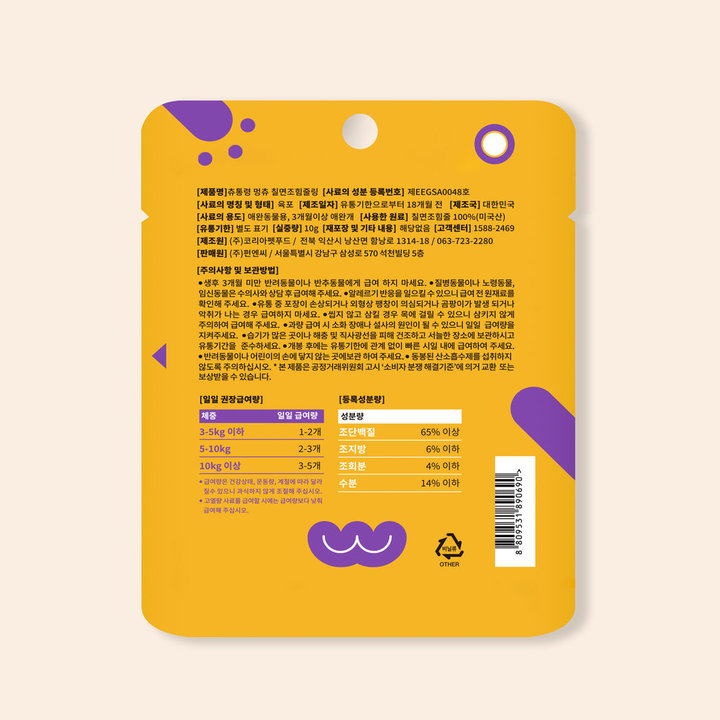 [제품명]츄통령 멍츄 칠면조힘줄링 [사료의 성분 등록번호] 제EEGSA0048호
[사료의 명칭 및 형태] 육포 [제조일자] 유통기한으로부터 18개월 전 [제조국] 대한민국
[사료의 용도] 애완동물용, 3개월이상 애완개 [사용한 원료] 칠면조힘줄 100%(미국산)
[유통기한] 별도 표기 [실중량] 10g [재포장 및 기타 내용] 해당없음 [고객센터] 1588-2469
[제조원] (주)코리아펫푸드 / 전북 익산시 낭산면 함낭로 1314-18 / 063-723-2280
[판매원] (주)펀엔씨 / 서울특별시 강남구 삼성로 570 석천빌딩 5층
[주의사항 및 보관방법]
●생후 3개월 미만 반려동물이나 반추동물에게 급여 하지 마세요. ●질병동물이나 노령동물,
임신동물은 수의사와 상담 후 급여해 주세요. ●알레르기 반응을 일으킬 수 있으니 급여 전 원재료를
확인해 주세요. ●유통 중 포장이 손상되거나 외형상 팽창이 의심되거나 곰팡이가 발생 되거나
악취가 나는 경우 급여하지 마세요. ●씹지 않고 삼킬 경우 목에 걸릴 수 있으니 삼키지 않게
주의하여 급여해 주세요. ●과량 급여 시 소화 장애나 설사의 원인이 될 수 있으니 일일 급여량을
지켜주세요. ●습기가 많은 곳이나 해충 및 직사광선을 피해 건조하고 서늘한 장소에 보관하시고
유통기간을 준수하세요. ●개봉 후에는 유통기한에 관계 없이 빠른 시일 내에 급여하여 주세요.
●반려동물이나 어린이의 손에 닿지 않는 곳에보관 하여 주세요. ● 동봉된 산소흡수제를 섭취하지
않도록 주의하십시오. * 본 제품은 공정거래위원회 고시 '소비자 분쟁 해결기준'에 의거 교환 또는
보상받을 수 있습니다.
[일일 권장급여량]
체중 일일 급여량
3-5kg 이하 1-2개
5-10kg 2-3개
10kg 이상 3-5개
● 급여량은 건강상태, 운동량, 계절에 따라 달라
질수 있으니 과식하지 않게 조절해 주십시오.
● 고열량 사료를 급여할 시에는 급여량보다 낮춰
급여해 주십시오.
[등록성분량]
성분량
조단백질 65% 이상
조지방 6% 이하
조회분 4% 이하
수분 14% 이하
비닐류
OTHER
8 809531 890690 >